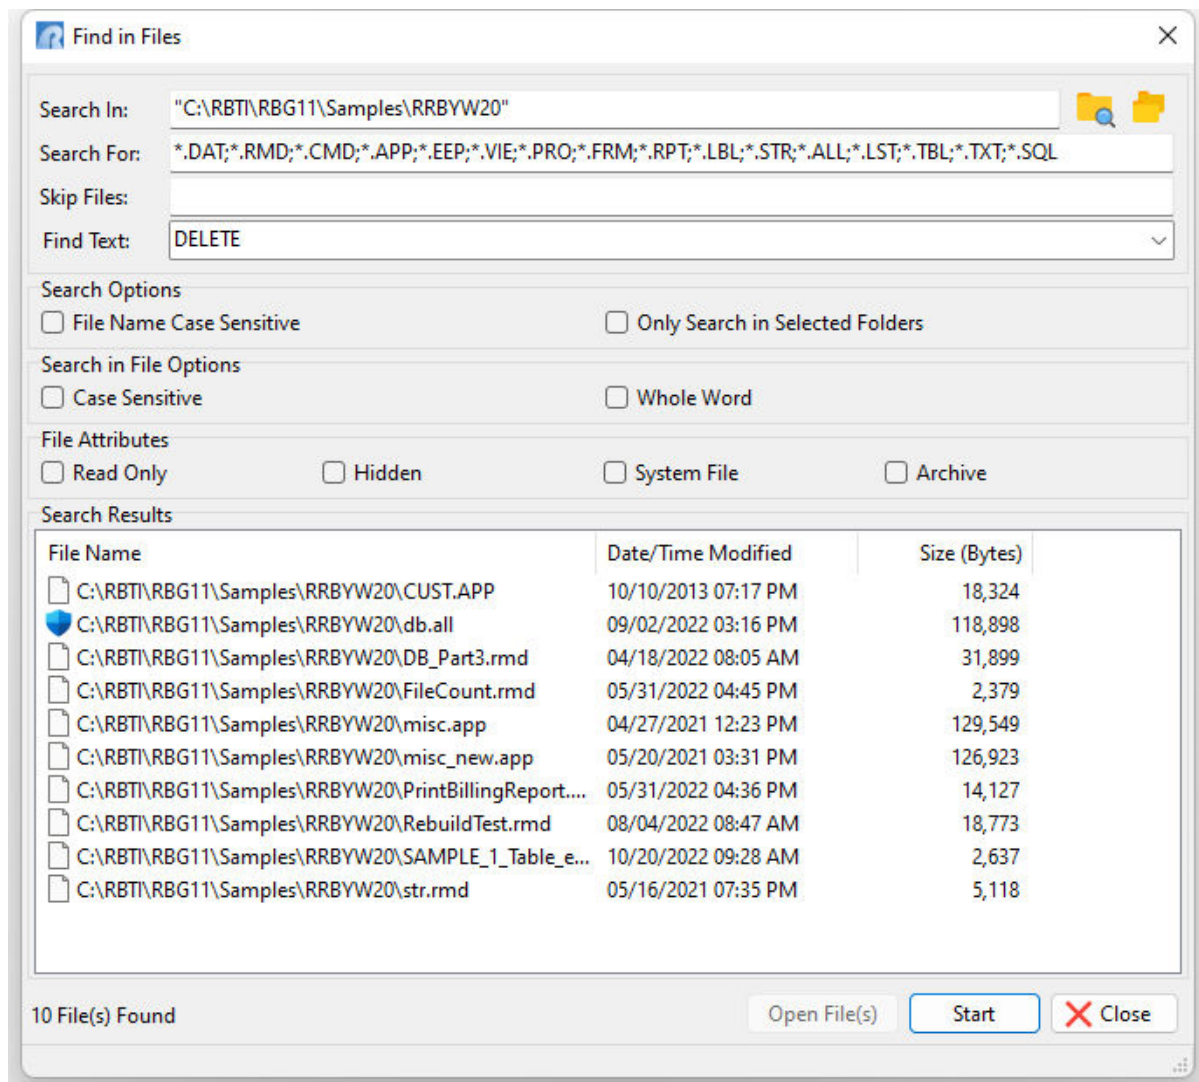 Find in Files
Search In: "C:\RBTI\RBG11\Samples\RRBYW20"
Search For: *.DAT;*.RMD;*.CMD;*.APP;*.EEP;*.VIE;*.PRO;*.FRM;*.RPT;*.LBL;*.STR;*.ALL;*.LST;*.TBL;*.TXT;*.SQL
Skip Files:
Find Text: DELETE
Search Options
File Name Case Sensitive Only Search in Selected Folders
Search in File Options
Case Sensitive Whole Word
File Attributes
Read Only Hidden System File Archive
Search Results
File Name Date/Time Modified Size (Bytes)
C:\RBTI\RBG11\Samples\RRBYW20\CUST.APP 10/10/2013 07:17 PM 18,324
C:\RBTI\RBG11\Samples\RRBYW20\db.all 09/02/2022 03:16 PM 118,898
C:\RBTI\RBG11\Samples\RRBYW20\DB_Part3.rmd 04/18/2022 08:05 AM 31,899
C:\RBTI\RBG11\Samples\RRBYW20\FileCount.rmd 05/31/2022 04:45 PM 2,379
C:\RBTI\RBG11\Samples\RRBYW20\misc.app 04/27/2021 12:23 PM 129,549
C:\RBTI\RBG11\Samples\RRBYW20\misc_new.app 05/20/2021 03:31 PM 126,923
C:\RBTI\RBG11\Samples\RRBYW20\PrintBillingReport.... 05/31/2022 04:36 PM 14,127
C:\RBTI\RBG11\Samples\RRBYW20\RebuildTest.rmd 08/04/2022 08:47 AM 18,773
C:\RBTI\RBG11\Samples\RRBYW20\SAMPLE_1_Table_e... 10/20/2022 09:28 AM 2,637
C:\RBTI\RBG11\Samples\RRBYW20\str.rmd 05/16/2021 07:35 PM 5,118
10 File(s) Found Open File(s) Start Close